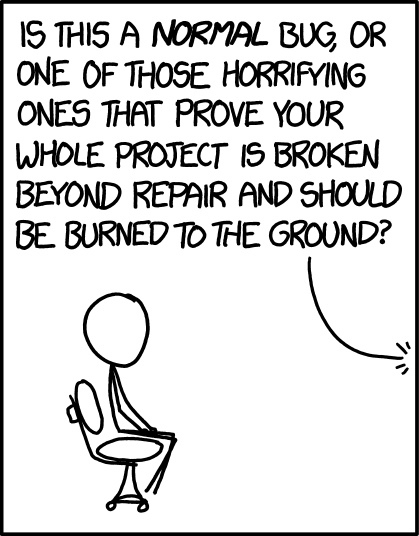 IS THIS A NORMAL BUG, OR
ONE OF THOSE HORRIFYING
ONES THAT PROVE YOUR
WHOLE PROJECT IS BROKEN
BEYOND REPAIR AND SHOULD
BE BURNED TO THE GROUND?